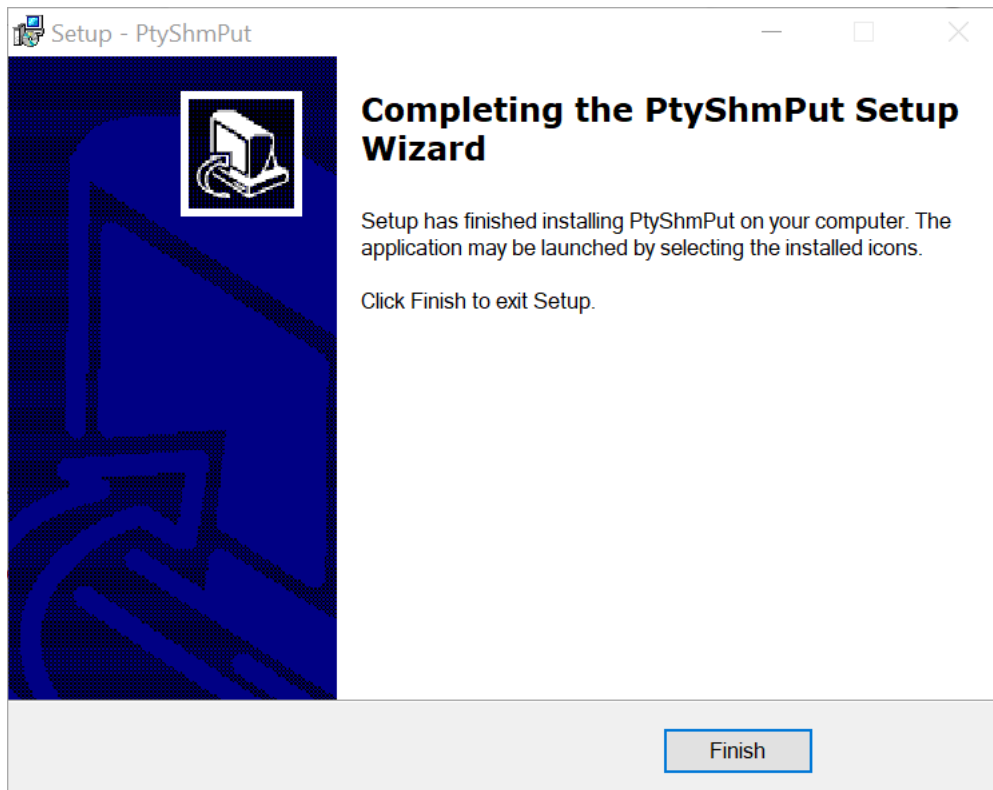 Setup - PtyShmPut
Completing the PtyShmPut Setup
Wizard
Setup has finished installing PtyShmPut on your computer. The
application may be launched by selecting the installed icons.
Click Finish to exit Setup.
Finish